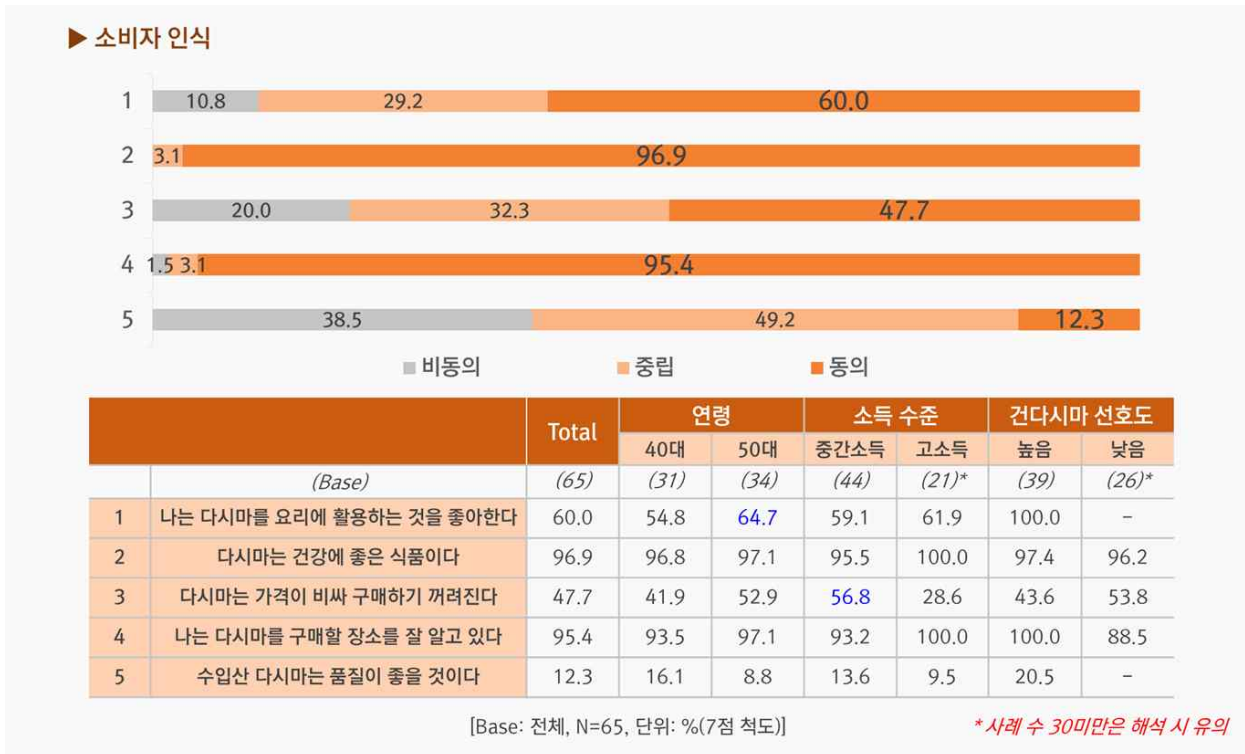 ▶ 소비자 인식
1 10.8 29.2 60.0
2 3.1 96.9
3 20.0 32.3 47.7
4 1.5 3.1 95.4
5 38.5 49.2 12.3
비동의 중립 동의
Total 연령 소득 수준 건다시마 선호도
40대 50대 중간소득 고소득 높음 낮음
(Base) (65) (31) (34) (44) (21)* (39) (26)*
1 나는 다시마를 요리에 활용하는 것을 좋아한다 60.0 54.8 64.7 59.1 61.9 100.0 -
2 다시마는 건강에 좋은 식품이다 96.9 96.8 97.1 95.5 100.0 97.4 96.2
3 다시마는 가격이 비싸 구매하기 꺼려진다 47.7 41.9 52.9 56.8 28.6 43.6 53.8
4 나는 다시마를 구매할 장소를 잘 알고 있다 95.4 93.5 97.1 93.2 100.0 100.0 88.5
5 수입산 다시마는 품질이 좋을 것이다 12.3 16.1 8.8 13.6 9.5 20.5 -
[Base: 전체, N=65, 단위: %(7점 척도)] * 사례 수 30미만은 해석 시 유의